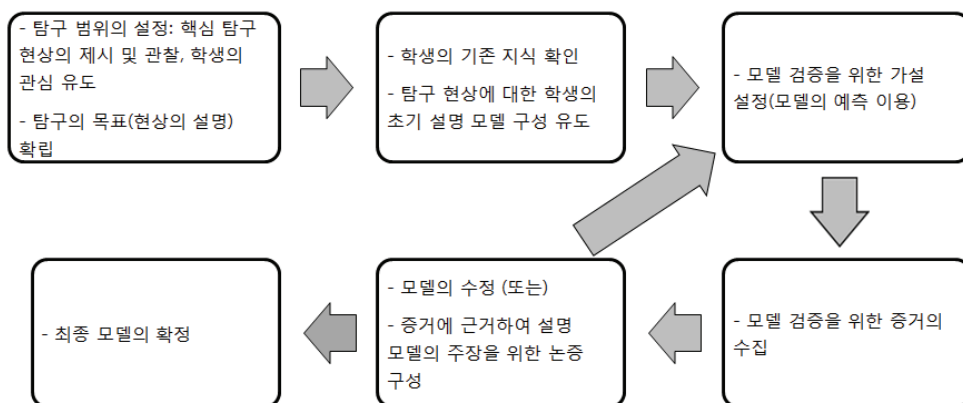 - 탐구 범위의 설정: 핵심 탐구
현상의 제시 및 관찰, 학생의
관심 유도
- 탐구의 목표(현상의 설명)
확립
- 학생의 기존 지식 확인
- 탐구 현상에 대한 학생의
초기 설명 모델 구성 유도
- 모델 검증을 위한 가설
설정(모델의 예측 이용)
- 모델 검증을 위한 증거의
수집
- 모델의 수정 (또는)
- 증거에 근거하여 설명
모델의 주장을 위한 논증
구성
- 최종 모델의 확정